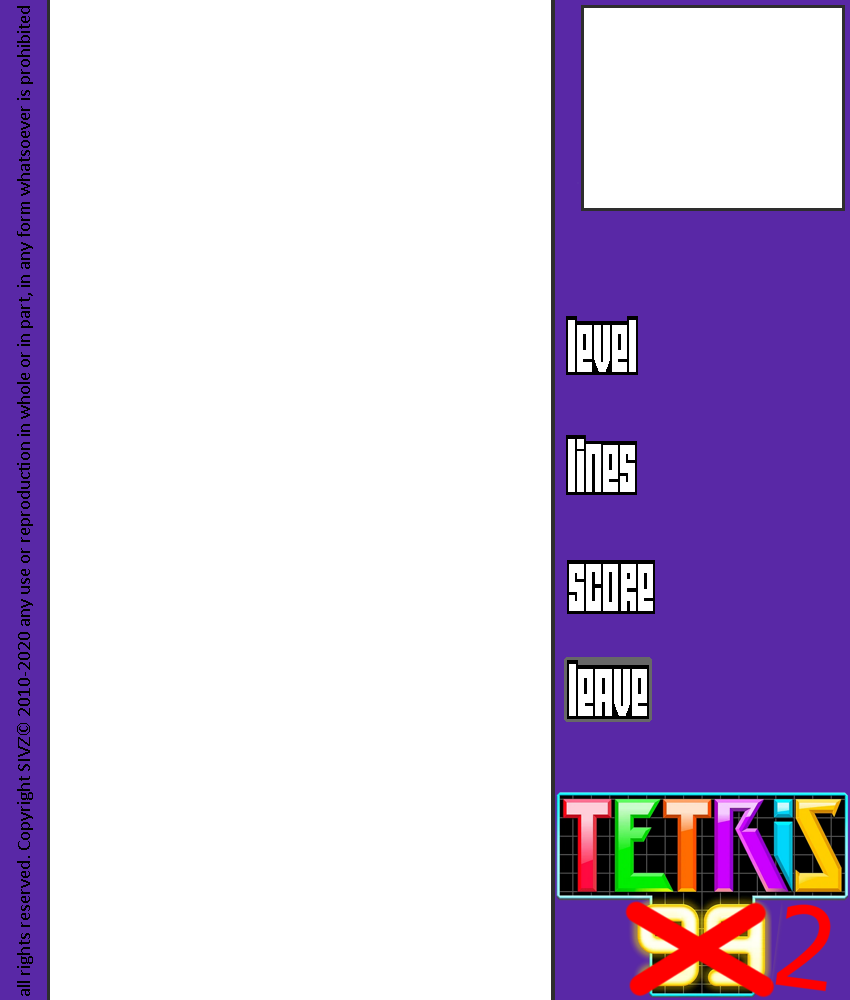 all rights reserved. Copyright SIVZ© 2010-2020 any use or reproduction in whole or in part, in any form whatsoever is prohibited
level
lines
score
leave
TETRiS
99 2